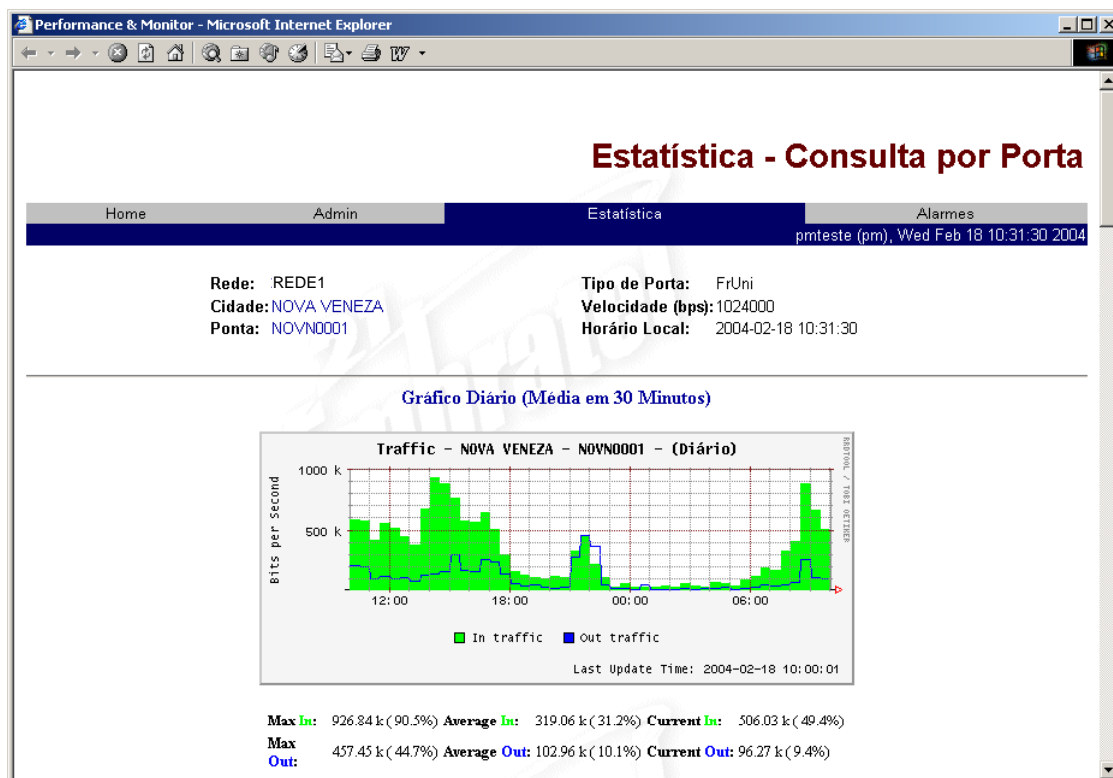 Performance & Monitor - Microsoft Internet Explorer
Estatística - Consulta por Porta
Home Admin Estatística Alarmes
pmteste (pm), Wed Feb 18 10:31:30 2004
Rede: REDE1 Tipo de Porta: FrUni
Cidade: NOVA VENEZA Velocidade (bps): 1024000
Ponta: NOVN0001 Horário Local: 2004-02-18 10:31:30
Gráfico Diário (Média em 30 Minutos)
Traffic - NOVA VENEZA - NOVN0001 - (Diário)
RRDTOOL / TOBI OETIKER
Bits per Second
1000 k
500 k
12:00 18:00 00:00 06:00
In traffic Out traffic
Last Update Time: 2004-02-18 10:00:01
Max In: 926.84 k ( 90.5%) Average In: 319.06 k ( 31.2%) Current In: 506.03 k ( 49.4%)
Max Out: 457.45 k ( 44.7%) Average Out: 102.96 k ( 10.1%) Current Out: 96.27 k ( 9.4%)